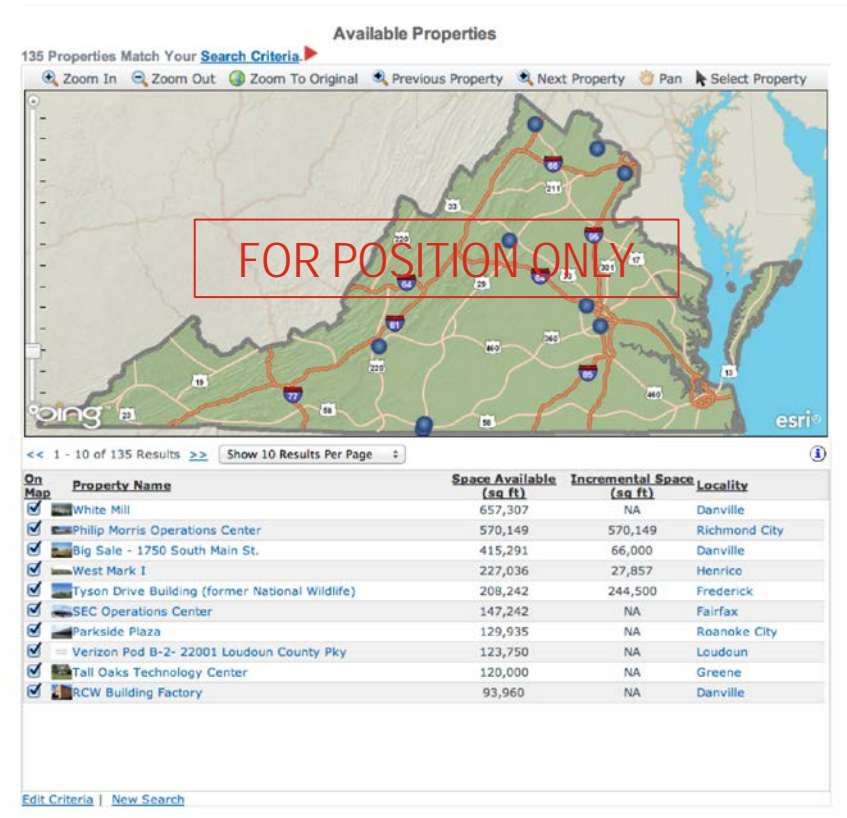 Available Properties
135 Properties Match Your Search Criteria.
Zoom In Zoom Out Zoom To Original Previous Property Next Property Pan Select Property
66
211
33
220
95
FOR POSITION ONLY
17
301
64
29
64
81
460
360
220
85
13
19
77
460
58
23
58
bing
esri
<< 1 - 10 of 135 Results >> Show 10 Results Per Page
On Map Property Name Space Available (sq ft) Incremental Space (sq ft) Locality
White Mill 657,307 NA Danville
Philip Morris Operations Center 570,149 570,149 Richmond City
Big Sale - 1750 South Main St. 415,291 66,000 Danville
West Mark I 227,036 27,857 Henrico
Tyson Drive Building (former National Wildlife) 208,242 244,500 Frederick
SEC Operations Center 147,242 NA Fairfax
Parkside Plaza 129,935 NA Roanoke City
Verizon Pod B-2- 22001 Loudoun County Pky 123,750 NA Loudoun
Tall Oaks Technology Center 120,000 NA Greene
RCW Building Factory 93,960 NA Danville
Edit Criteria | New Search